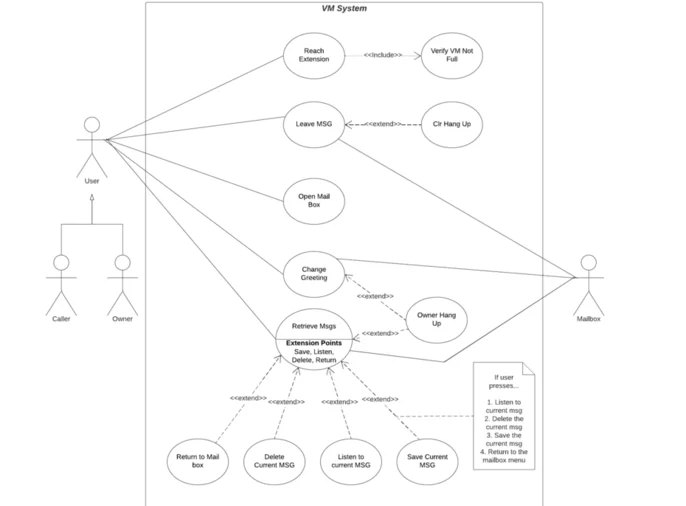 VM System
Reach
Extension
<<Include>>
Verify VM Not
Full
Leave MSG
<<extend>>
Clr Hang Up
User
Open Mail
Box
Change
Greeting
Caller
Owner
Mailbox
<<extend>>
Owner Hang
Up
Retrieve Msgs
<<extend>>
Extension Points
Save, Listen,
Delete, Return
If user
presses...
1. Listen to
current msg
2. Delete the
current msg
3. Save the
current msg
4. Return to the
mailbox menu
<<extend>>
<<extend>>
<<extend>>
<<extend>>
Return to Mail
box
Delete
Current MSG
Listen to
current MSG
Save Current
MSG